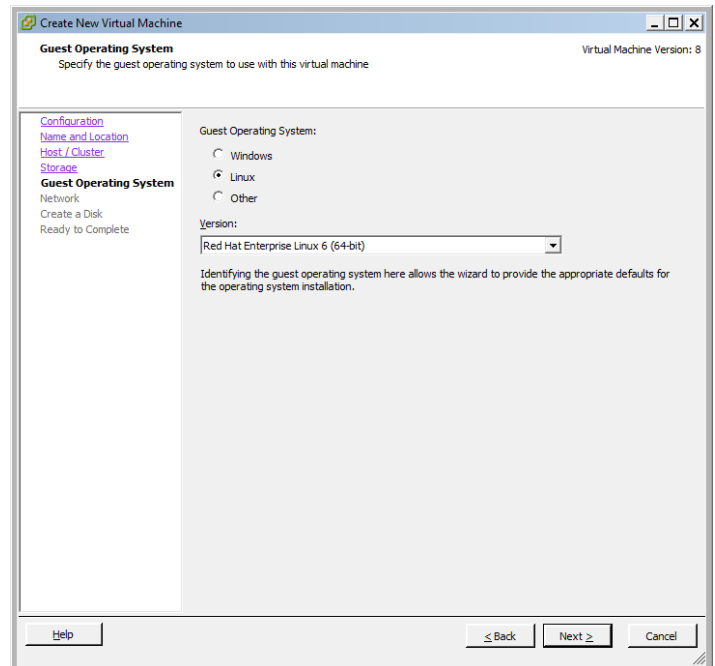 Create New Virtual Machine
Guest Operating System
Specify the guest operating system to use with this virtual machine
Virtual Machine Version: 8
Configuration
Name and Location
Host / Cluster
Storage
Guest Operating System
Network
Create a Disk
Ready to Complete
Guest Operating System:
Windows
Linux
Other
Version:
Red Hat Enterprise Linux 6 (64-bit)
Identifying the guest operating system here allows the wizard to provide the appropriate defaults for
the operating system installation.
Help
< Back
Next >
Cancel